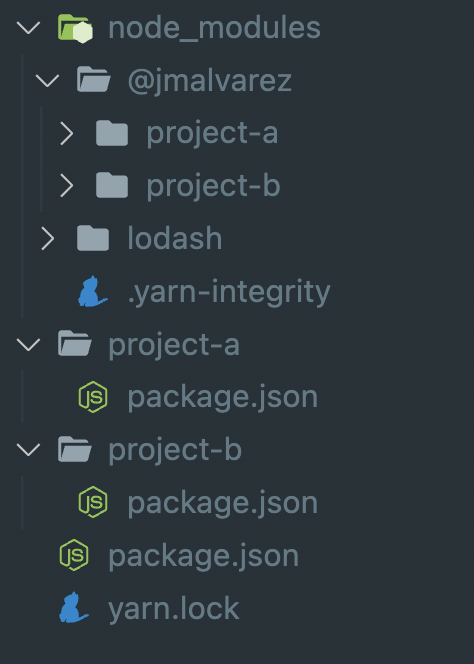 node_modules
@jmalvarez
project-a
project-b
lodash
.yarn-integrity
project-a
JS package.json
project-b
JS package.json
JS package.json
yarn.lock